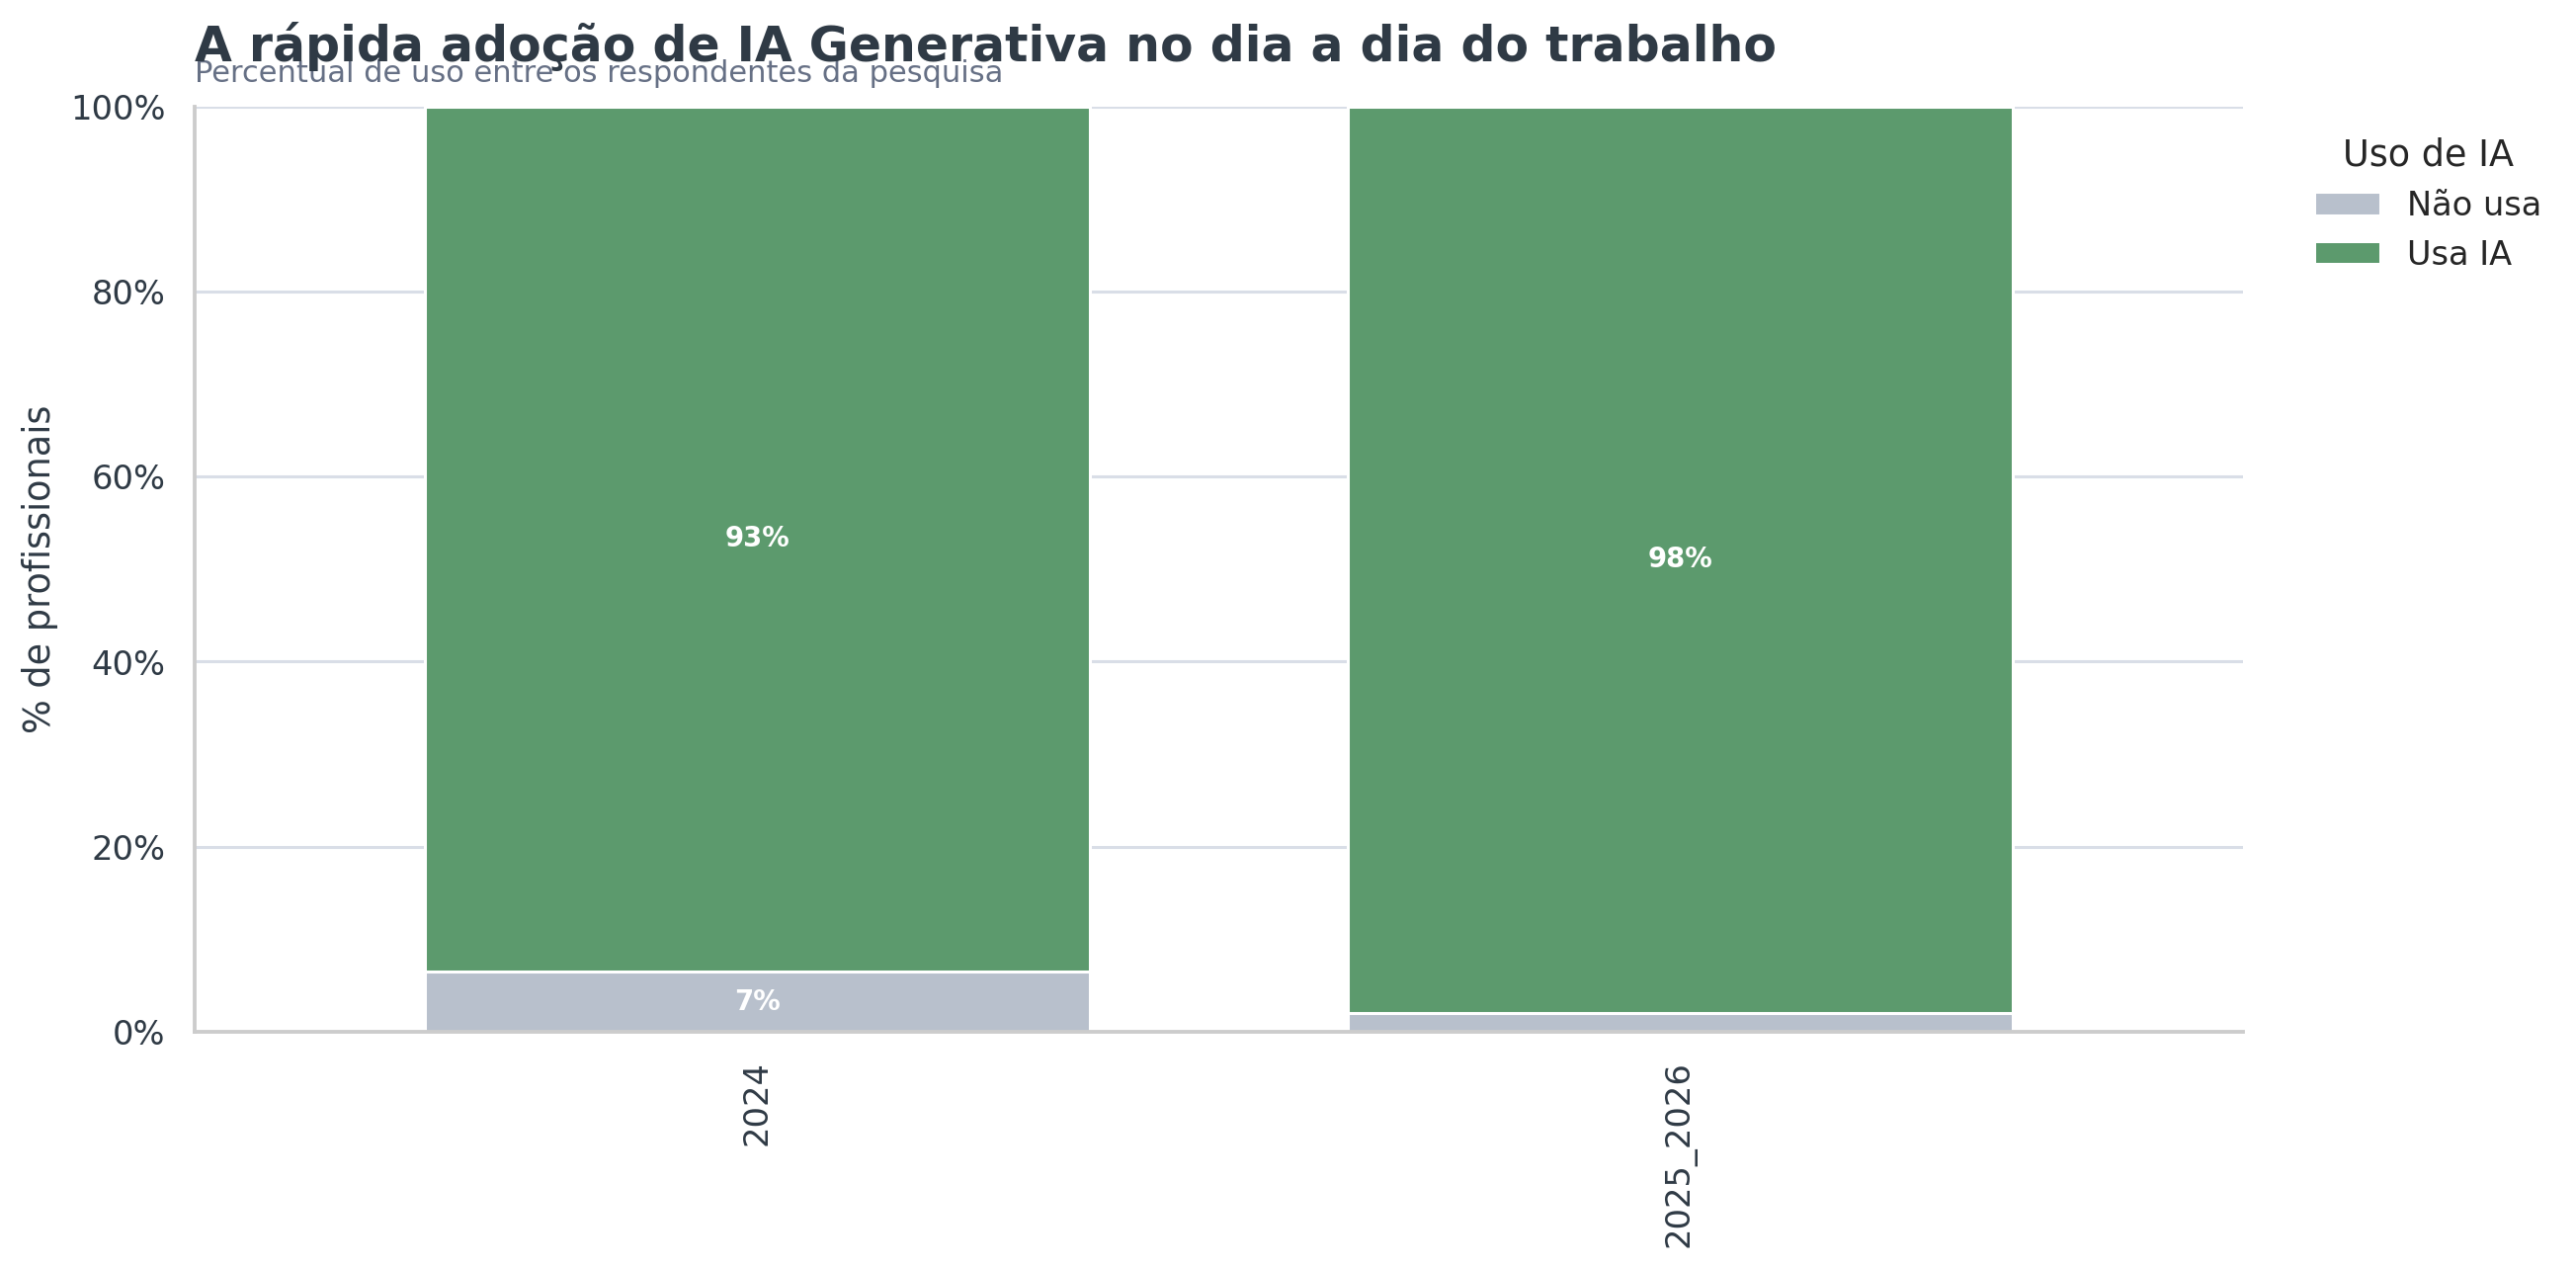 A rápida adoção de IA Generativa no dia a dia do trabalho
Percentual de uso entre os respondentes da pesquisa
100%
80%
60%
40%
20%
0%
% de profissionais
93%
7%
98%
2024
2025_2026
Uso de IA
Não usa
Usa IA